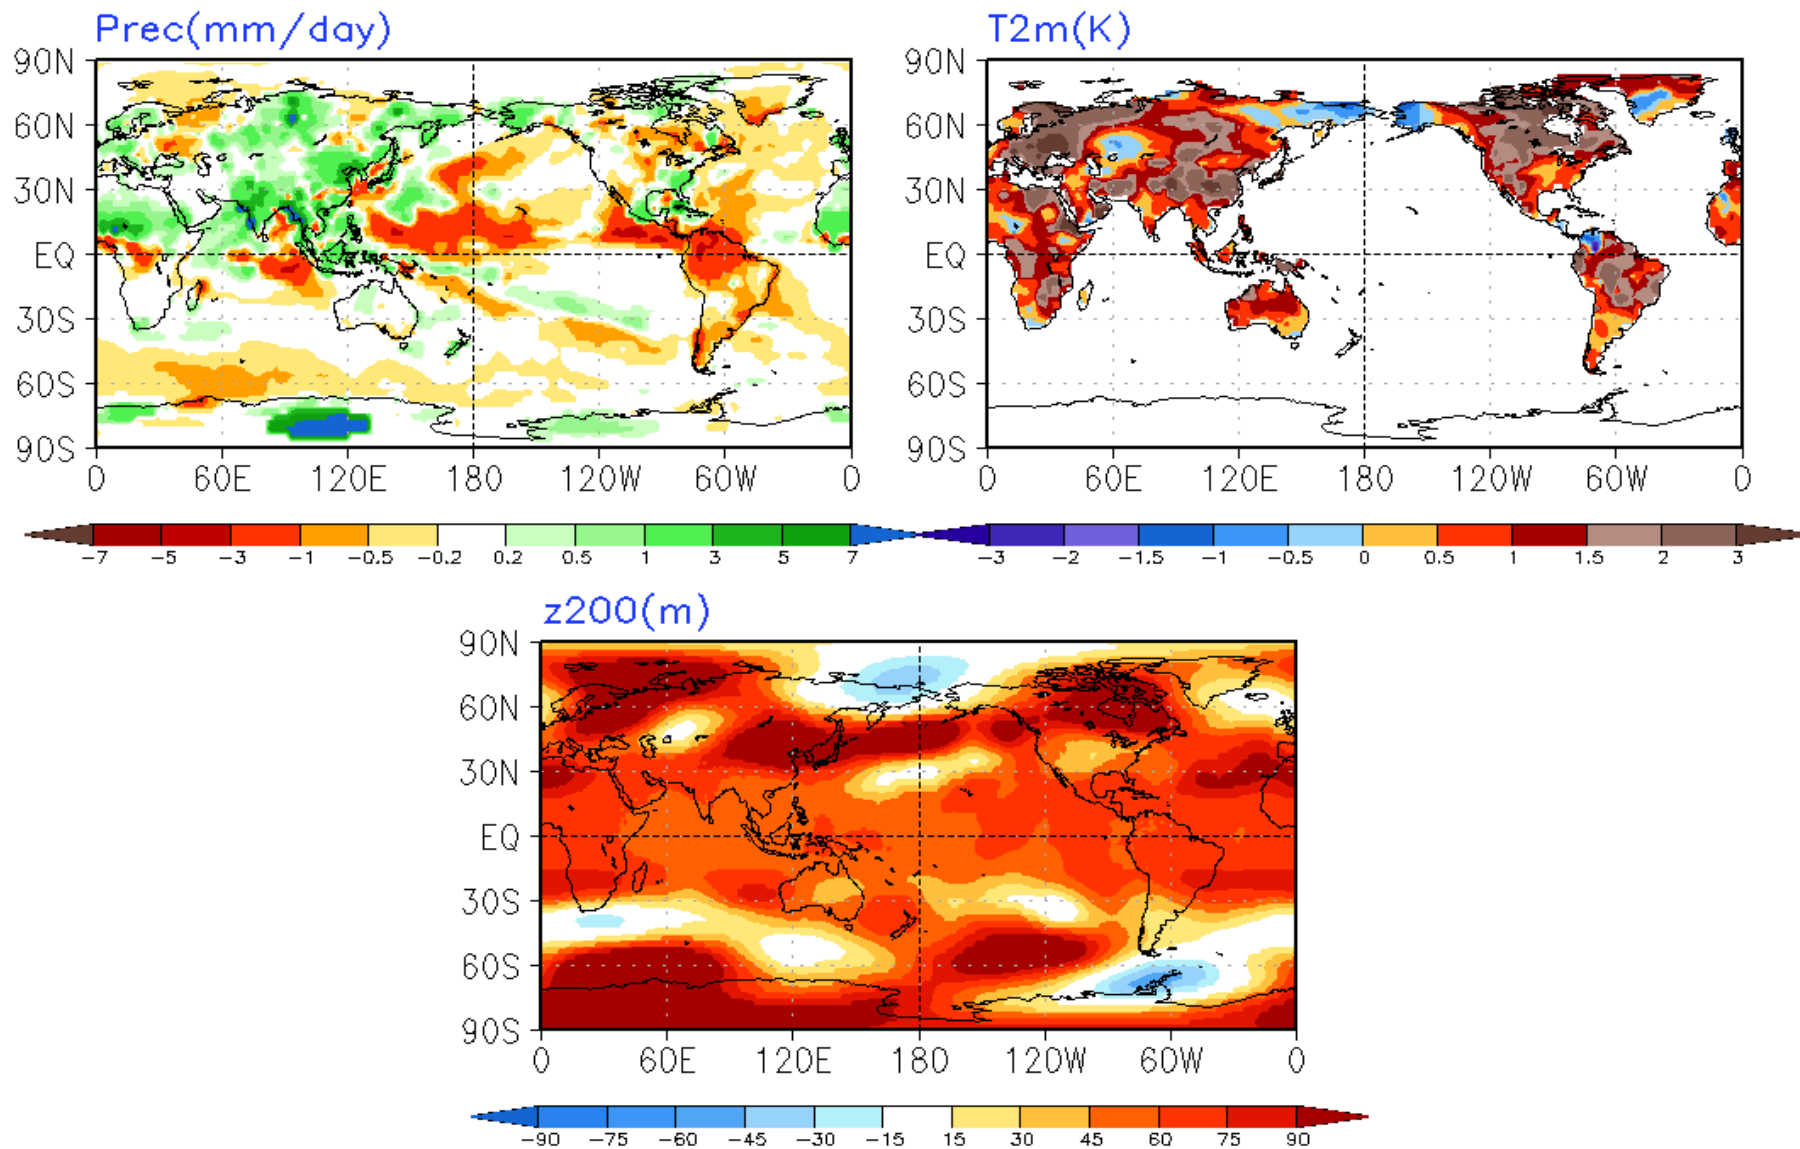 Prec(mm/day)
90N
60N
30N
EQ
30S
60S
90S
0 60E 120E 180 120W 60W 0
-7 -5 -3 -1 -0.5 -0.2 0.2 0.5 1 3 5 7
T2m(K)
90N
60N
30N
EQ
30S
60S
90S
0 60E 120E 180 120W 60W 0
-3 -2 -1.5 -1 -0.5 0 0.5 1 1.5 2 3
z200(m)
90N
60N
30N
EQ
30S
60S
90S
0 60E 120E 180 120W 60W 0
-90 -75 -60 -45 -30 -15 15 30 45 60 75 90